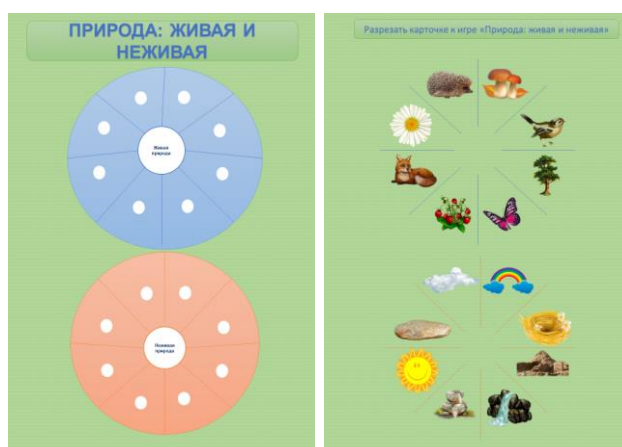 ПРИРОДА: ЖИВАЯ И
НЕЖИВАЯ
Живая
природа
Неживая
природа
Разрезать карточке к игре «Природа: живая и неживая»